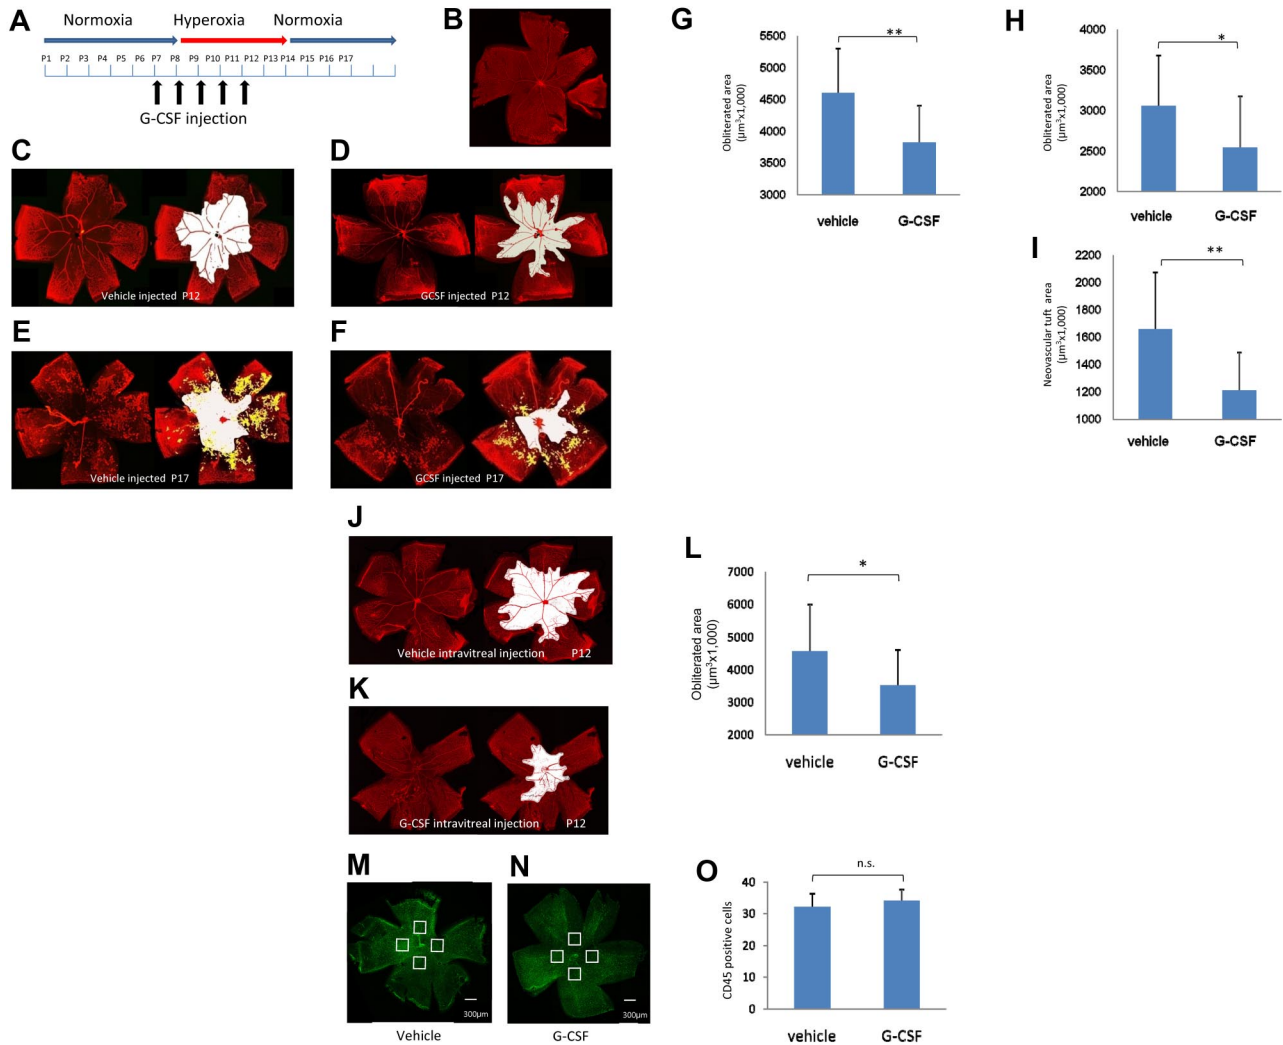 A
Normoxia Hyperoxia Normoxia
P1 P2 P3 P4 P5 P6 P7 P8 P9 P10 P11 P12 P13 P14 P15 P16 P17
G-CSF injection
B
C
Vehicle injected P12
D
GCSF injected P12
E
Vehicle injected P17
F
GCSF injected P17
G
Obliterated area
(µm³x1,000)
5500
5000
4500
4000
3500
3000
**
vehicle G-CSF
H
Obliterated area
(µm³x1,000)
4000
3500
3000
2500
2000
*
vehicle G-CSF
I
Neovascular tuft area
(µm³x1,000)
2200
2000
1800
1600
1400
1200
1000
**
vehicle G-CSF
J
Vehicle intravitreal injection P12
K
G-CSF intravitreal injection P12
L
Obliterated area
(µm³x1,000)
7000
6000
5000
4000
3000
2000
*
vehicle G-CSF
M
300µm
Vehicle
N
300µm
G-CSF
O
CD45 positive cells
40
30
20
10
0
n.s.
vehicle G-CSF